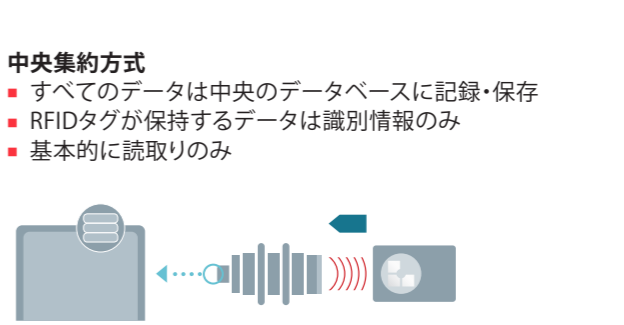 中央集約方式
■ すべてのデータは中央のデータベースに記録・保存
■ RFIDタグが保持するデータは識別情報のみ
■ 基本的に読取りのみ